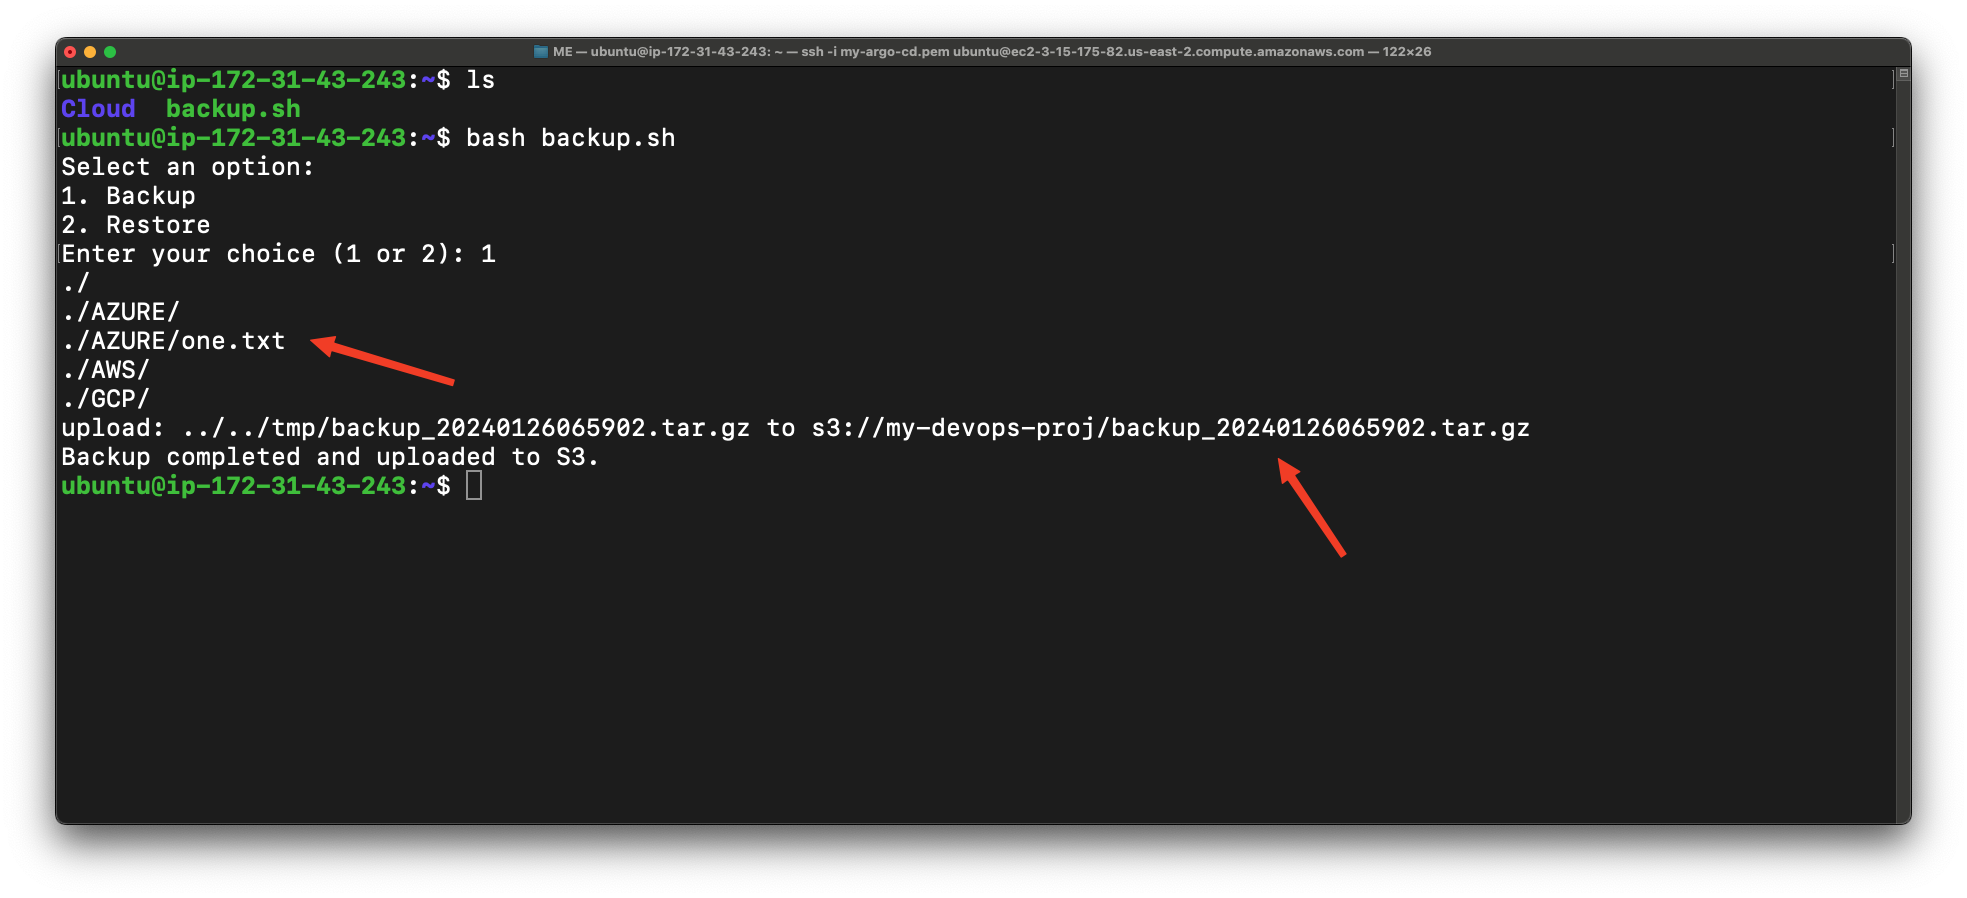 ME — ubuntu@ip-172-31-43-243: ~ — ssh -i my-argo-cd.pem ubuntu@ec2-3-15-175-82.us-east-2.compute.amazonaws.com — 122×26
[ubuntu@ip-172-31-43-243:~$ ls ]
Cloud  backup.sh
[ubuntu@ip-172-31-43-243:~$ bash backup.sh ]
Select an option:
1. Backup
2. Restore
[Enter your choice (1 or 2): 1 ]
./
./AZURE/
./AZURE/one.txt
./AWS/
./GCP/
upload: ../../tmp/backup_20240126065902.tar.gz to s3://my-devops-proj/backup_20240126065902.tar.gz
Backup completed and uploaded to S3.
ubuntu@ip-172-31-43-243:~$